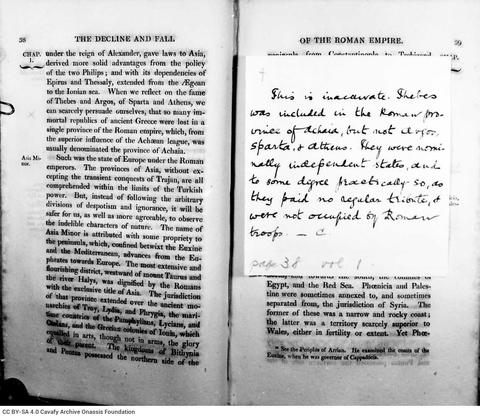 38 THE DECLINE AND FALL
CHAP. I.
under the reign of Alexander, gave laws to Asia,
derived more solid advantages from the policy
of the two Philips; and with its dependencies of
Epirus and Thessaly, extended from the Ægean
to the Ionian sea. When we reflect on the fame
of Thebes and Argos, of Sparta and Athens, we
can scarcely persuade ourselves, that so many im-
mortal republics of ancient Greece were lost in a
single province of the Roman empire, which, from
the superior influence of the Achæan league, was
usually denominated the province of Achaia.
Asia Mi-
nor.
Such was the state of Europe under the Roman
emperors. The provinces of Asia, without ex-
cepting the transient conquests of Trajan, are all
comprehended within the limits of the Turkish
power. But, instead of following the arbitrary
divisions of despotism and ignorance, it will be
safer for us, as well as more agreeable, to observe
the indelible characters of nature. The name of
Asia Minor is attributed with some propriety to
the peninsula, which, confined betwixt the Euxine
and the Mediterranean, advances from the Eu-
phrates towards Europe. The most extensive and
flourishing district, westward of mount Taurus and
the river Halys, was dignified by the Romans
with the exclusive title of Asia. The jurisdiction
of that province extended over the ancient mo-
narchies of Troy, Lydia, and Phrygia, the mari-
time countries of the Pamphylians, Lycians, and
Carians, and the Grecian colonies of Ionia, which
equalled in arts, though not in arms, the glory
of their parent. The kingdoms of Bithynia
and Pontus possessed the northern side of the
OF THE ROMAN EMPIRE. 39
peninsula from Constantinople to Trebizond
This is inaccurate. Thebes
was included in the Roman pro-
vince of Achaia, but not Argos,
Sparta, & Athens. They were nomi-
nally independent states, and
to some digree practically so, as
they paid no regular tribute, &
were not occupied by Roman
troops. — C
page 38 vol 1
Egypt, and the Red Sea. Phœnicia and Pales-
tine were sometimes annexed to, and sometimes
separated from, the jurisdiction of Syria. The
former of these was a narrow and rocky coast;
the latter was a territory scarcely superior to
Wales, either in fertility or extent. Yet Phœ-
See the Periplus of Arrian. He examined the coasts of the
Euxine, when he was governor of Cappadocia.
CC BY-SA 4.0 Cavafy Archive Onassis Foundation